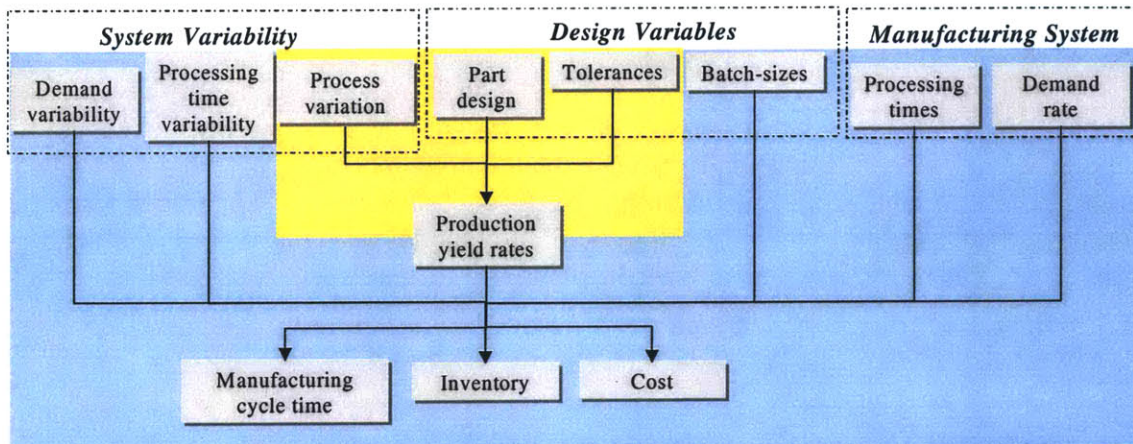 System Variability
Design Variables
Manufacturing System
Demand
variability
Processing
time
variability
Process
variation
Part
design
Tolerances
Batch-sizes
Processing
times
Demand
rate
Production
yield rates
Manufacturing
cycle time
Inventory
Cost